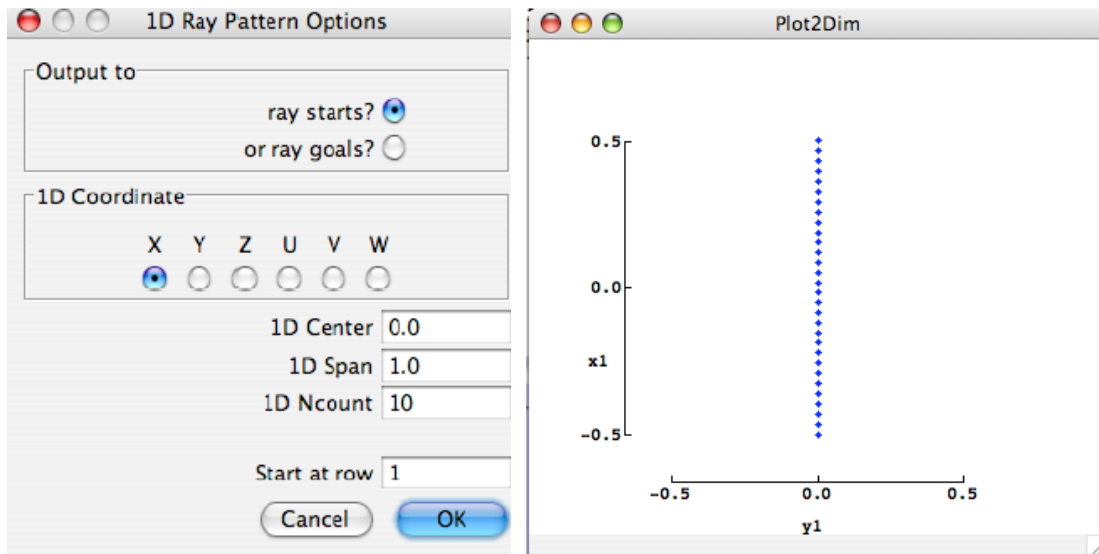 1D Ray Pattern Options
Output to
ray starts?
or ray goals?
1D Coordinate
X Y Z U V W
1D Center 0.0
1D Span 1.0
1D Ncount 10
Start at row 1
Cancel OK
Plot2Dim
0.5
0.0
x1
-0.5
-0.5 0.0 0.5
y1